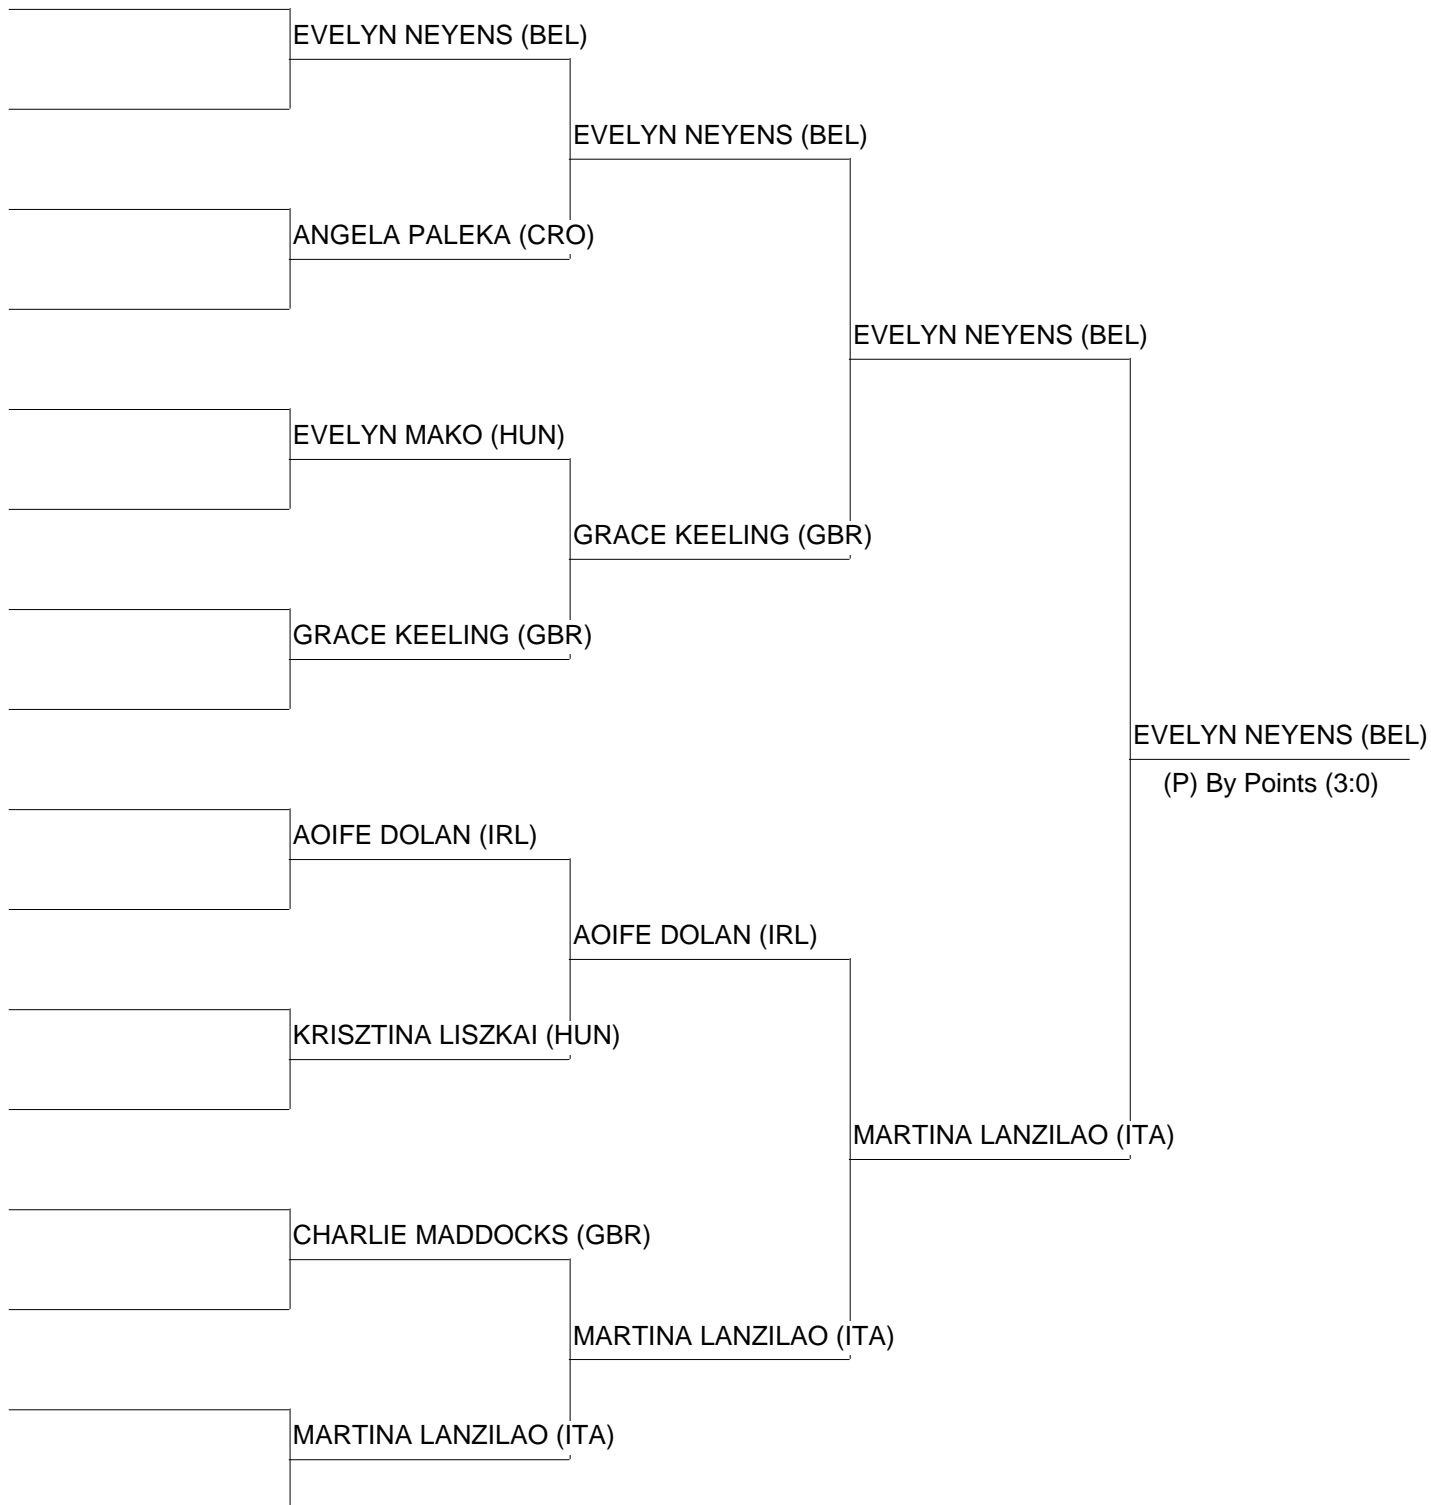 EVELYN NEYENS (BEL)
EVELYN NEYENS (BEL)
ANGELA PALEKA (CRO)
EVELYN NEYENS (BEL)
EVELYN MAKO (HUN)
GRACE KEELING (GBR)
GRACE KEELING (GBR)
EVELYN NEYENS (BEL)
(P) By Points (3:0)
AOIFE DOLAN (IRL)
AOIFE DOLAN (IRL)
KRISZTINA LISZKAI (HUN)
MARTINA LANZILAO (ITA)
CHARLIE MADDOCKS (GBR)
MARTINA LANZILAO (ITA)
MARTINA LANZILAO (ITA)